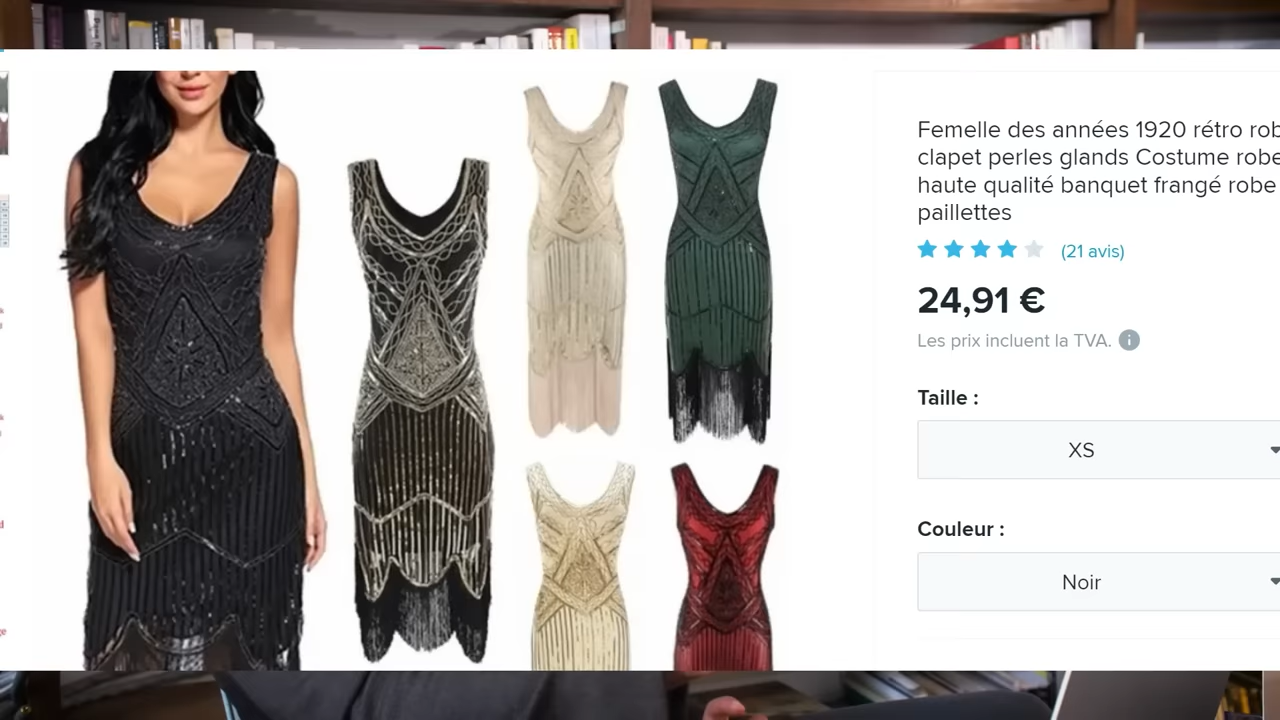 Femelle des années 1920 rétro rob
clapet perles glands Costume robe
haute qualité banquet frangé robe
paillettes
(21 avis)
24,91 €
Les prix incluent la TVA.
Taille :
XS
Couleur :
Noir